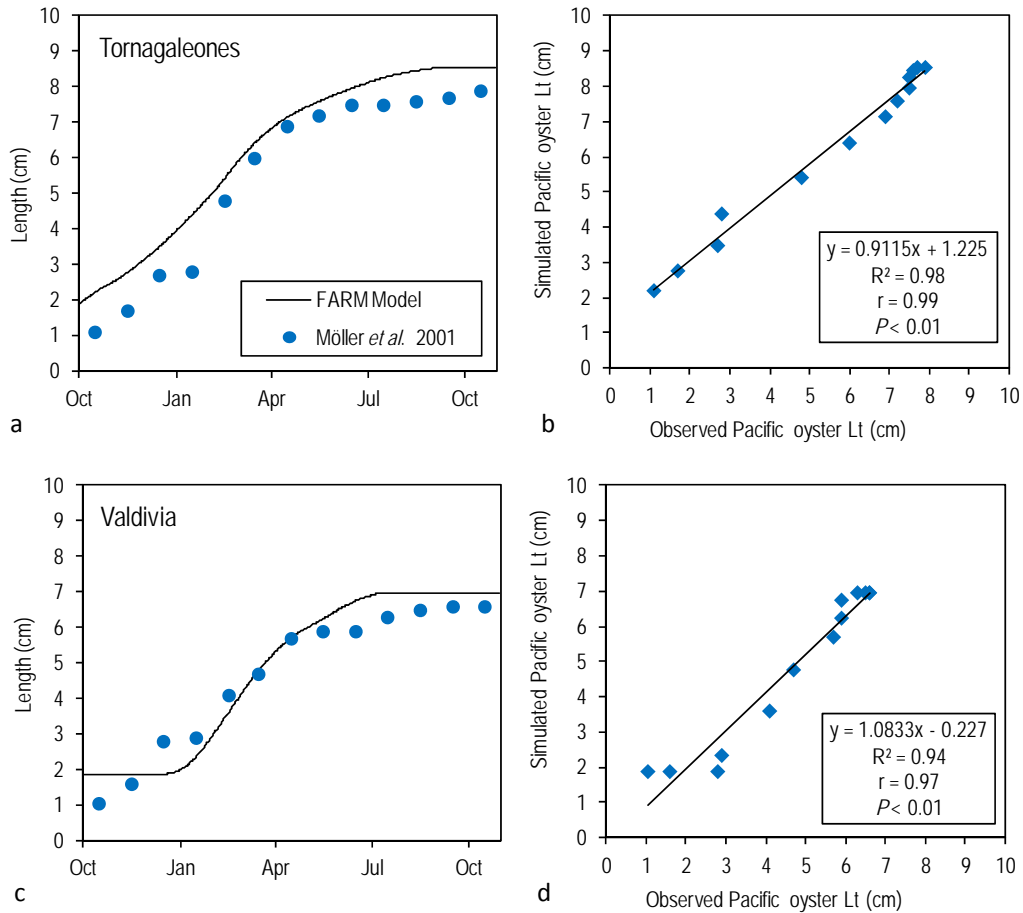 Tornagaleones
Length (cm)
10
9
8
7
6
5
4
3
2
1
0
Oct Jan Apr Jul Oct
FARM Model
Möller et al. 2001
a
Simulated Pacific oyster Lt (cm)
10
9
8
7
6
5
4
3
2
1
0
0 1 2 3 4 5 6 7 8 9 10
Observed Pacific oyster Lt (cm)
y = 0.9115x + 1.225
R² = 0.98
r = 0.99
P < 0.01
b
Valdivia
Length (cm)
10
9
8
7
6
5
4
3
2
1
0
Oct Jan Apr Jul Oct
c
Simulated Pacific oyster Lt (cm)
10
9
8
7
6
5
4
3
2
1
0
0 1 2 3 4 5 6 7 8 9 10
Observed Pacific oyster Lt (cm)
y = 1.0833x - 0.227
R² = 0.94
r = 0.97
P < 0.01
d